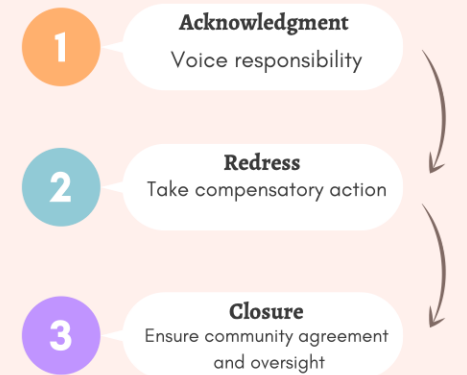 1
Acknowledgment
Voice responsibility
2
Redress
Take compensatory action
3
Closure
Ensure community agreement
and oversight